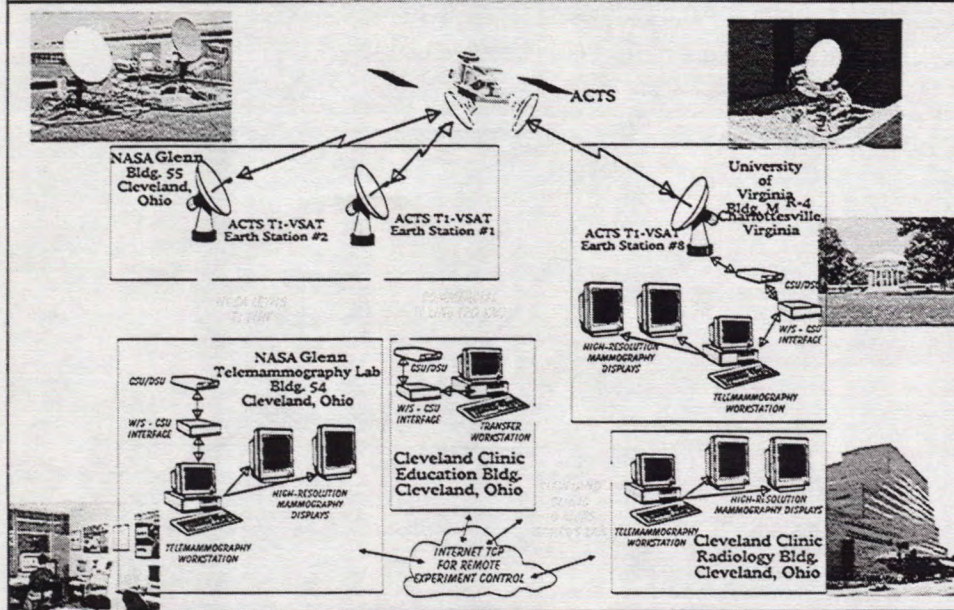 ACTS
NASA Glenn
Bldg. 55
Cleveland,
Ohio
ACTS T1-VSAT
Earth Station #2
ACTS T1-VSAT
Earth Station #1
University
of
Virginia
Bldg. M R-4
Charlottesville,
Virginia
ACTS T1-VSAT
Earth Station #8
CSU/DSU
W/S - CSU
INTERFACE
HIGH-RESOLUTION
MAMMOGRAPHY
DISPLAYS
TELEMAMMOGRAPHY
WORKSTATION
NASA Glenn
Telemammography Lab
Bldg. 54
Cleveland, Ohio
CSU/DSU
W/S - CSU
INTERFACE
HIGH-RESOLUTION
MAMMOGRAPHY
DISPLAYS
TELEMAMMOGRAPHY
WORKSTATION
CSU/DSU
W/S - CSU
INTERFACE
TRANSFER
WORKSTATION
Cleveland Clinic
Education Bldg.
Cleveland, Ohio
HIGH-RESOLUTION
MAMMOGRAPHY
DISPLAYS
TELEMAMMOGRAPHY
WORKSTATION
Cleveland Clinic
Radiology Bldg.
Cleveland, Ohio
INTERNET TCP
FOR REMOTE
EXPERIMENT CONTROL